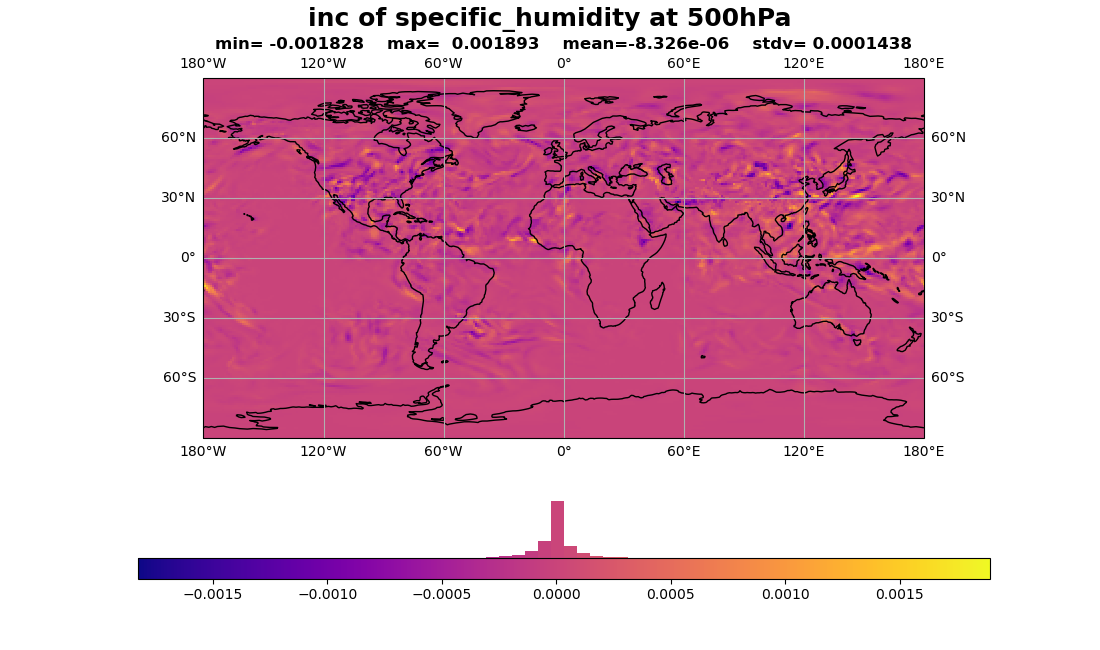 inc of specific_humidity at 500hPa
min= -0.001828    max=  0.001893    mean=-8.326e-06    stdv= 0.0001438
180°W 120°W 60°W 0° 60°E 120°E 180°E
60°N 60°N
30°N 30°N
0° 0°
30°S 30°S
60°S 60°S
180°W 120°W 60°W 0° 60°E 120°E 180°E
−0.0015 −0.0010 −0.0005 0.0000 0.0005 0.0010 0.0015